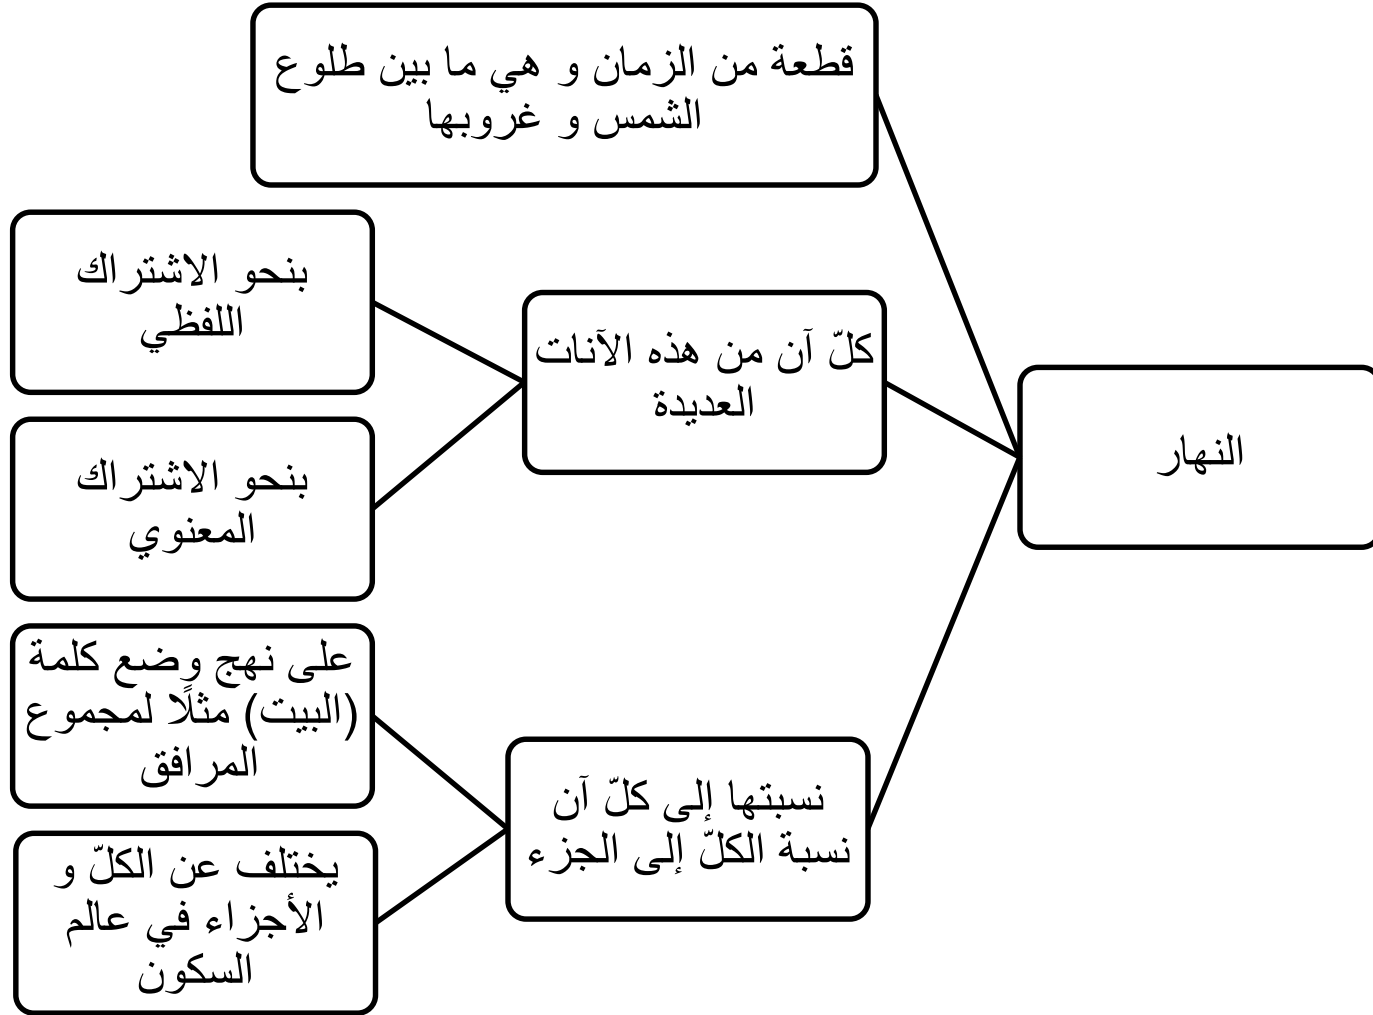 النهار
قطعة من الزمان و هي ما بين طلوع
الشمس و غروبها
كلّ آن من هذه الآنات
العديدة
بنحو الاشتراك
اللفظي
بنحو الاشتراك
المعنوي
نسبتها إلى كلّ آن
نسبة الكلّ إلى الجزء
على نهج وضع كلمة
(البيت) مثلًا لمجموع
المرافق
يختلف عن الكلّ و
الأجزاء في عالم
السكون